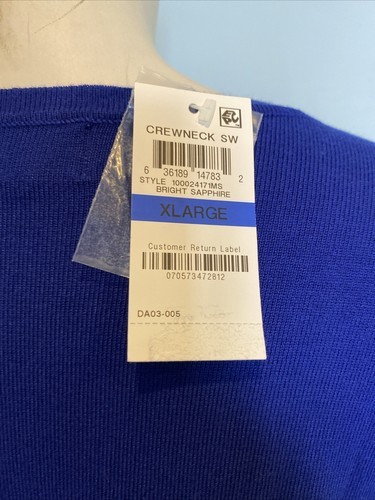 CREWNECK SW
6 36189 14783 2
STYLE 100024171MS
BRIGHT SAPPHIRE
XLARGE
Customer Return Label
070573472812
DA03-005